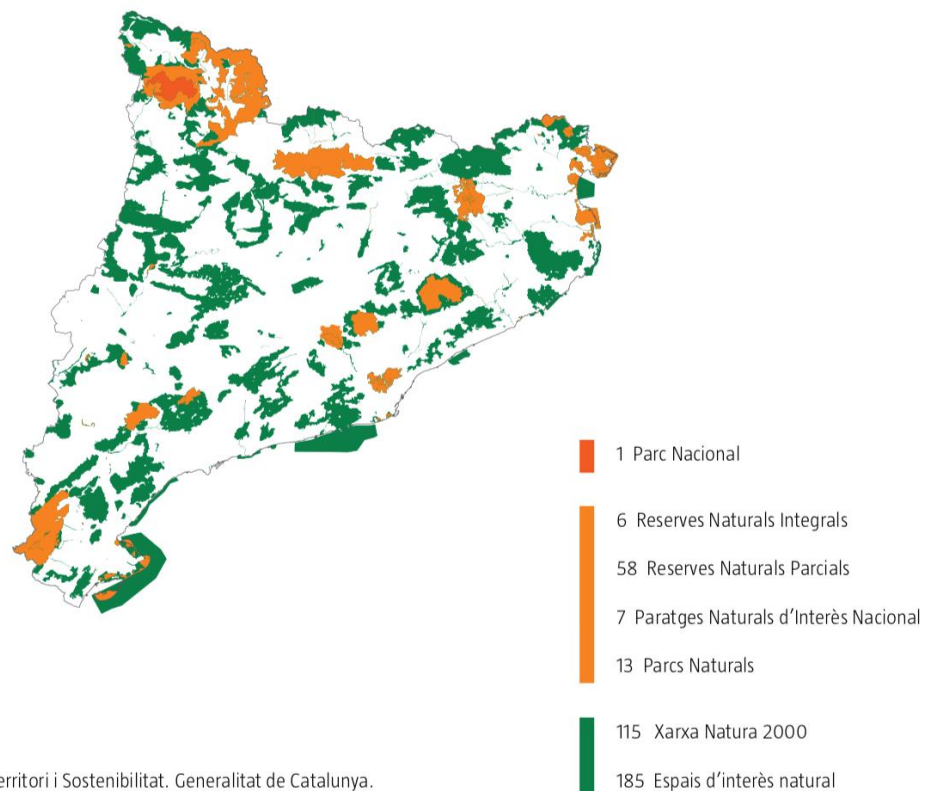 1 Parc Nacional
6 Reserves Naturals Integrals
58 Reserves Naturals Parcials
7 Paratges Naturals d'Interès Nacional
13 Parcs Naturals
115 Xarxa Natura 2000
185 Espais d'interès natural
erritori i Sostenibilitat. Generalitat de Catalunya.